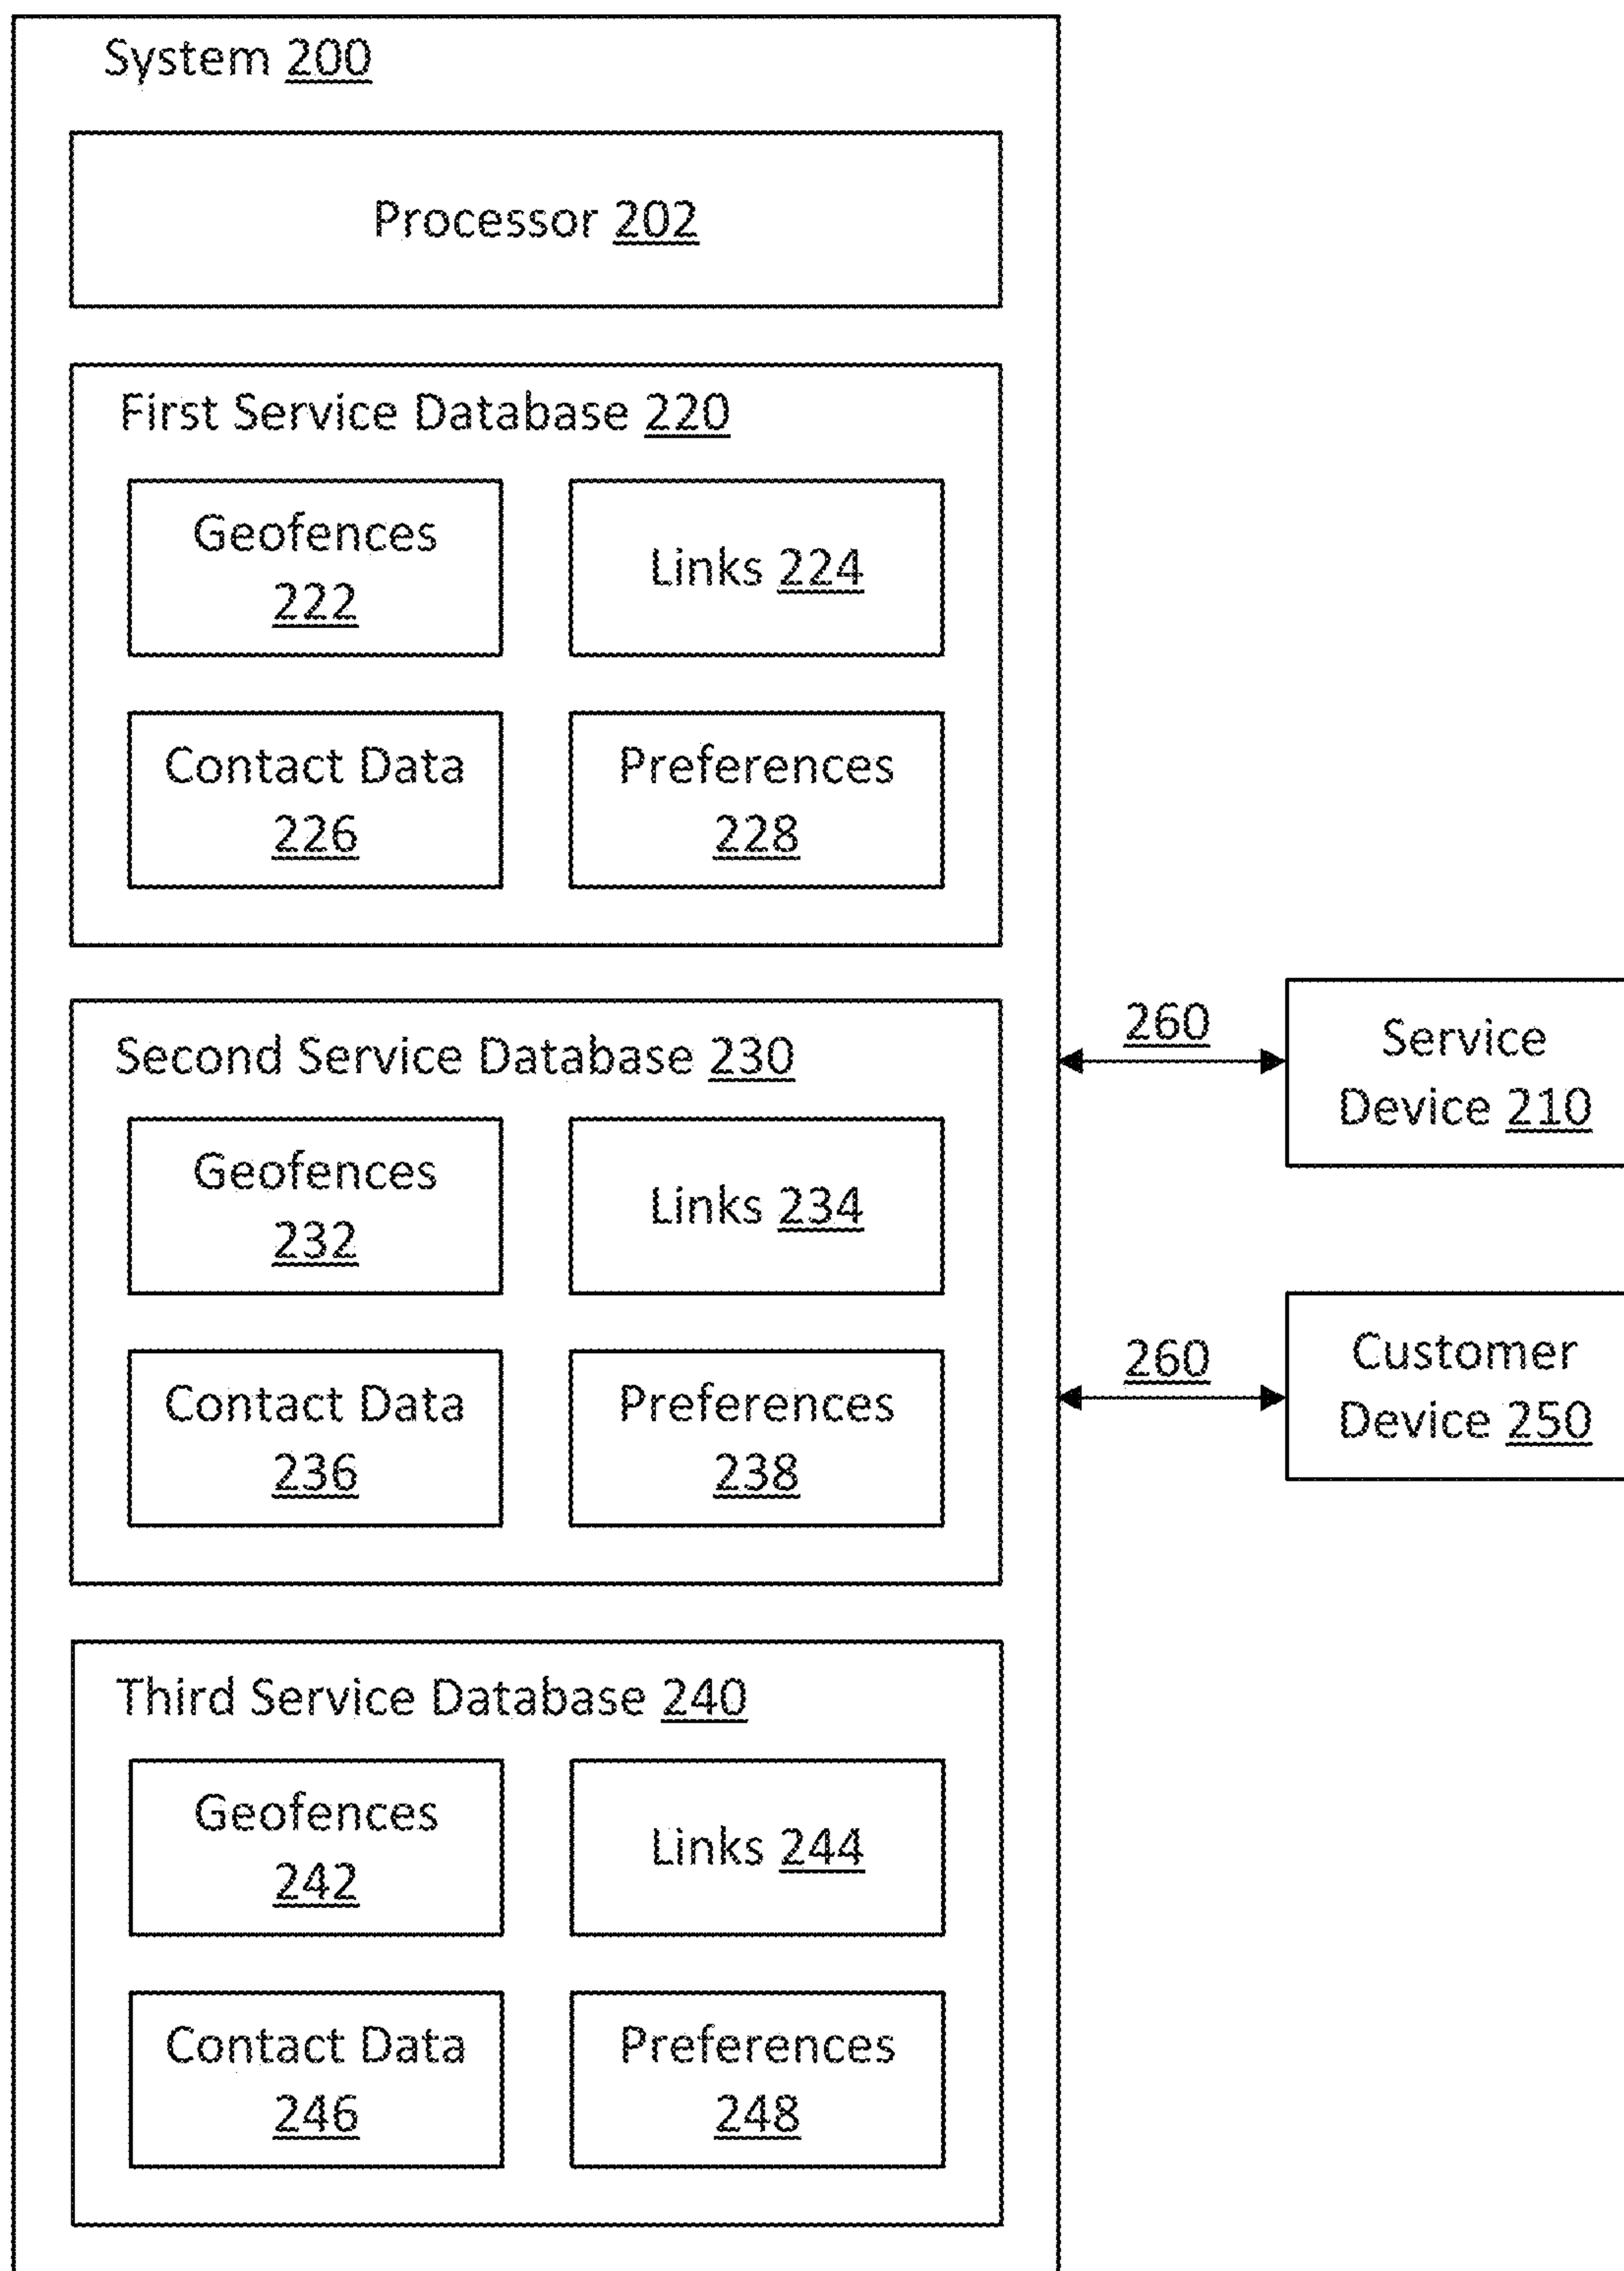 System 200
Processor 202
First Service Database 220
Geofences
222
Links 224
Contact Data
226
Preferences
228
Second Service Database 230
Geofences
232
Links 234
Contact Data
236
Preferences
238
Third Service Database 240
Geofences
242
Links 244
Contact Data
246
Preferences
248
260
Service
Device 210
260
Customer
Device 250